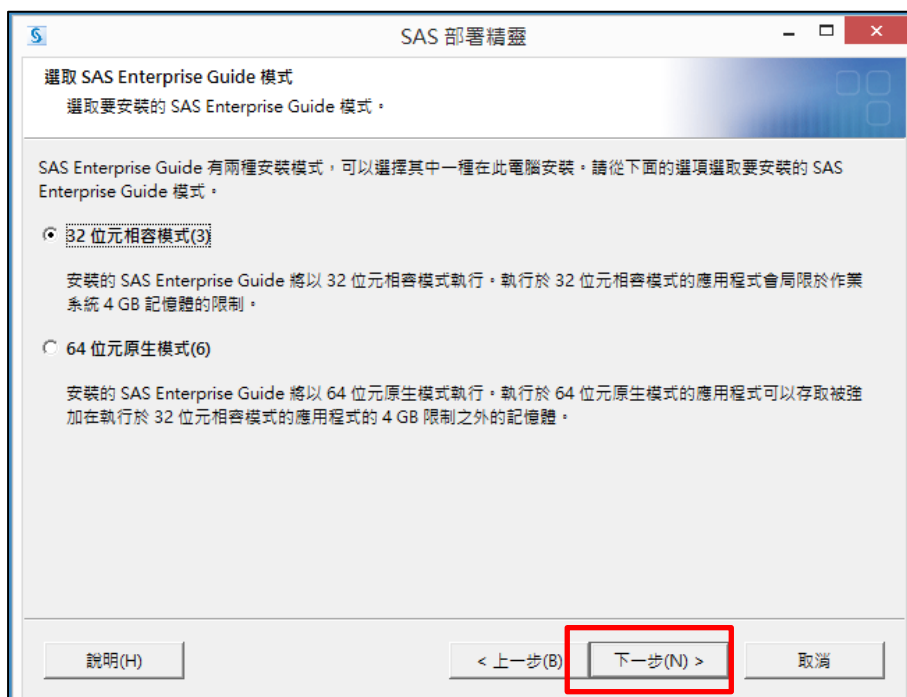 SAS 部署精靈
選取 SAS Enterprise Guide 模式
選取要安裝的 SAS Enterprise Guide 模式。
SAS Enterprise Guide 有兩種安裝模式，可以選擇其中一種在此電腦安裝。請從下面的選項選取要安裝的 SAS
Enterprise Guide 模式。
32 位元相容模式(3)
安裝的 SAS Enterprise Guide 將以 32 位元相容模式執行。執行於 32 位元相容模式的應用程式會局限於作業
系統 4 GB 記憶體的限制。
64 位元原生模式(6)
安裝的 SAS Enterprise Guide 將以 64 位元原生模式執行。執行於 64 位元原生模式的應用程式可以存取被強
加在執行於 32 位元相容模式的應用程式的 4 GB 限制之外的記憶體。
說明(H)
< 上一步(B)
下一步(N) >
取消